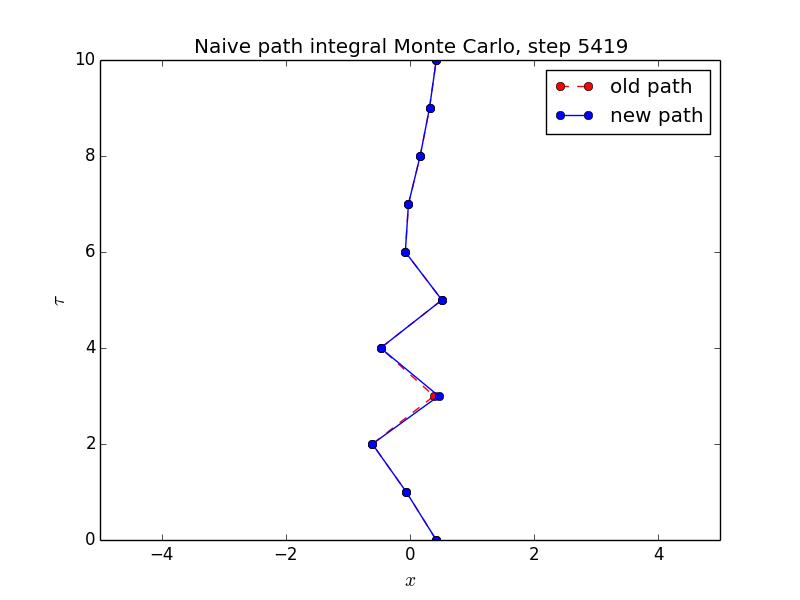 Naive path integral Monte Carlo, step 5419
10
old path
new path
8
6
τ
4
2
0
−4 −2 0 2 4
x